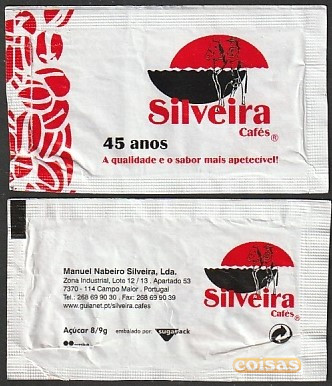 Silveira
Cafés®
45 anos
A qualidade e o sabor mais apetecível!
Manuel Nabeiro Silveira, Lda.
Zona Industrial, Lote 12 / 13 . Apartado 53
7370 - 114 Campo Maior . Portugal
Tel.: 268 69 90 30 . Fax: 268 69 90 39
www.guianet.pt/silveira.cafes
Silveira
Cafés®
Açúcar 8/9g embalado por: sugarpack
coisas